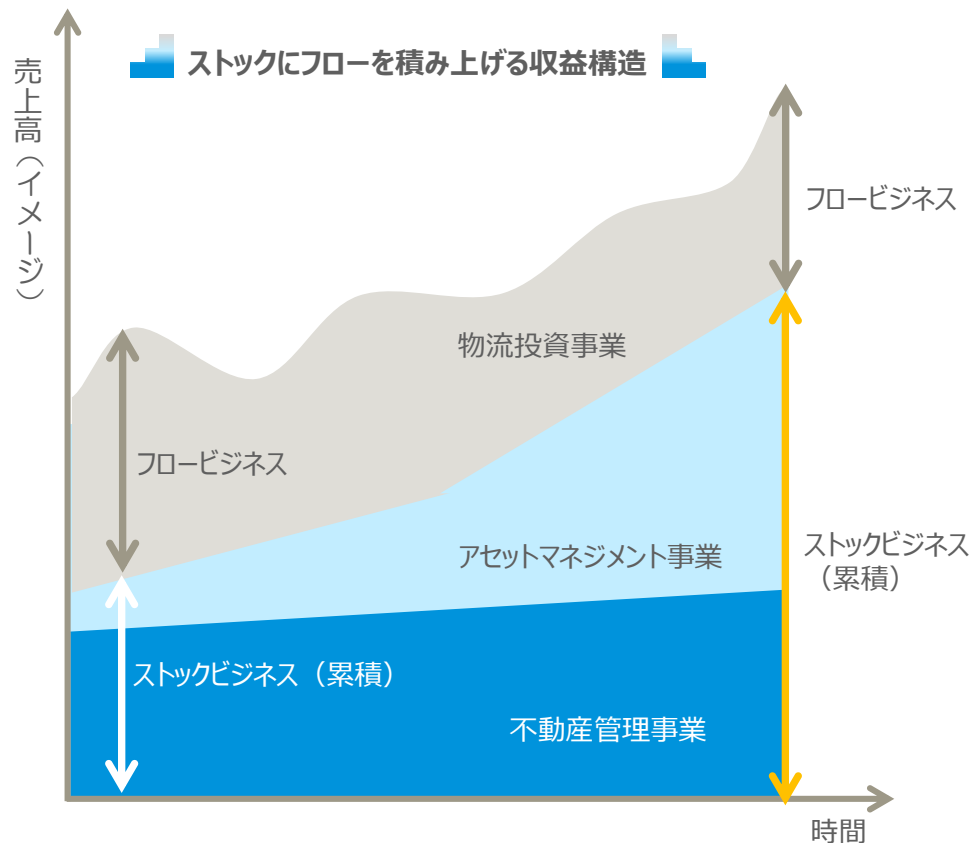 ストックにフローを積み上げる収益構造
売上高（イメージ）
フロービジネス
物流投資事業
フロービジネス
アセットマネジメント事業
ストックビジネス
（累積）
ストックビジネス（累積）
不動産管理事業
時間